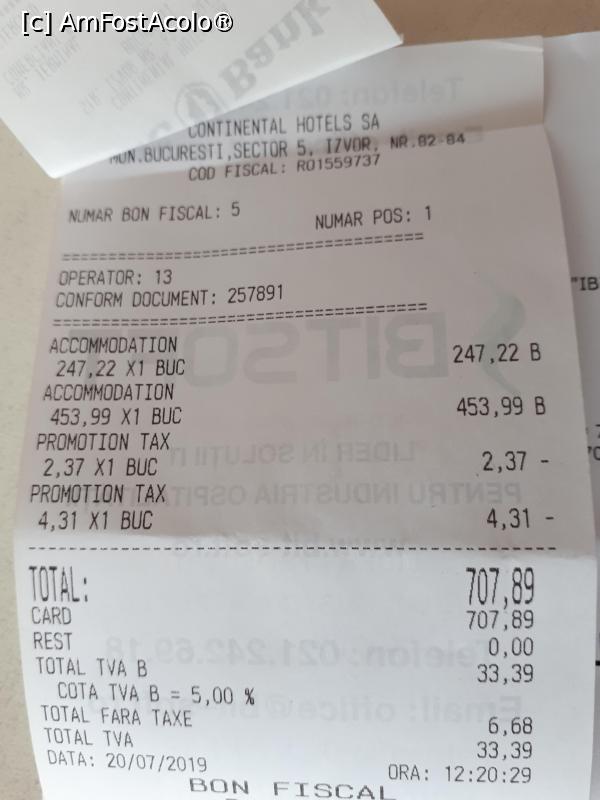 [c] AmFostAcolo®
Bank
CONTINENTAL HOTELS SA
MUN.BUCURESTI,SECTOR 5, IZVOR, NR.82-84
COD FISCAL: RO1559737
NUMAR BON FISCAL: 5 NUMAR POS: 1
======================================
OPERATOR: 13
CONFORM DOCUMENT: 257891
======================================
ACCOMMODATION
247,22 X1 BUC 247,22 B
ACCOMMODATION
453,99 X1 BUC 453,99 B
PROMOTION TAX
2,37 X1 BUC 2,37 -
PROMOTION TAX
4,31 X1 BUC 4,31 -
TOTAL: 707,89
CARD 707,89
REST 0,00
TOTAL TVA B 33,39
COTA TVA B = 5,00 %
TOTAL FARA TAXE 6,68
TOTAL TVA 33,39
DATA: 20/07/2019 ORA: 12:20:29
BON FISCAL
"IB